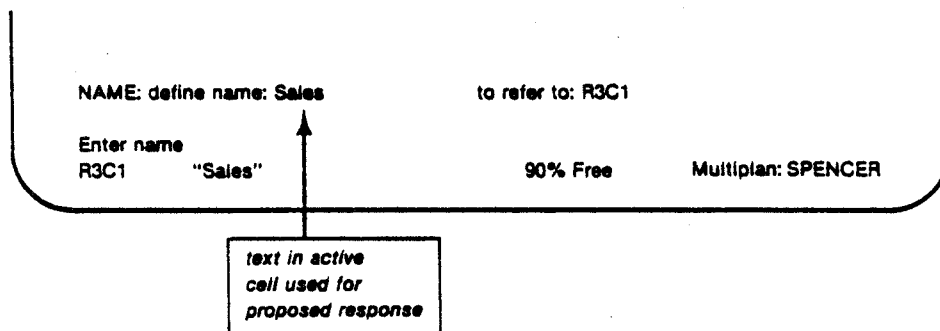 NAME: define name: Sales to refer to: R3C1
Enter name
R3C1 "Sales" 90% Free Multiplan: SPENCER
text in active
cell used for
proposed response